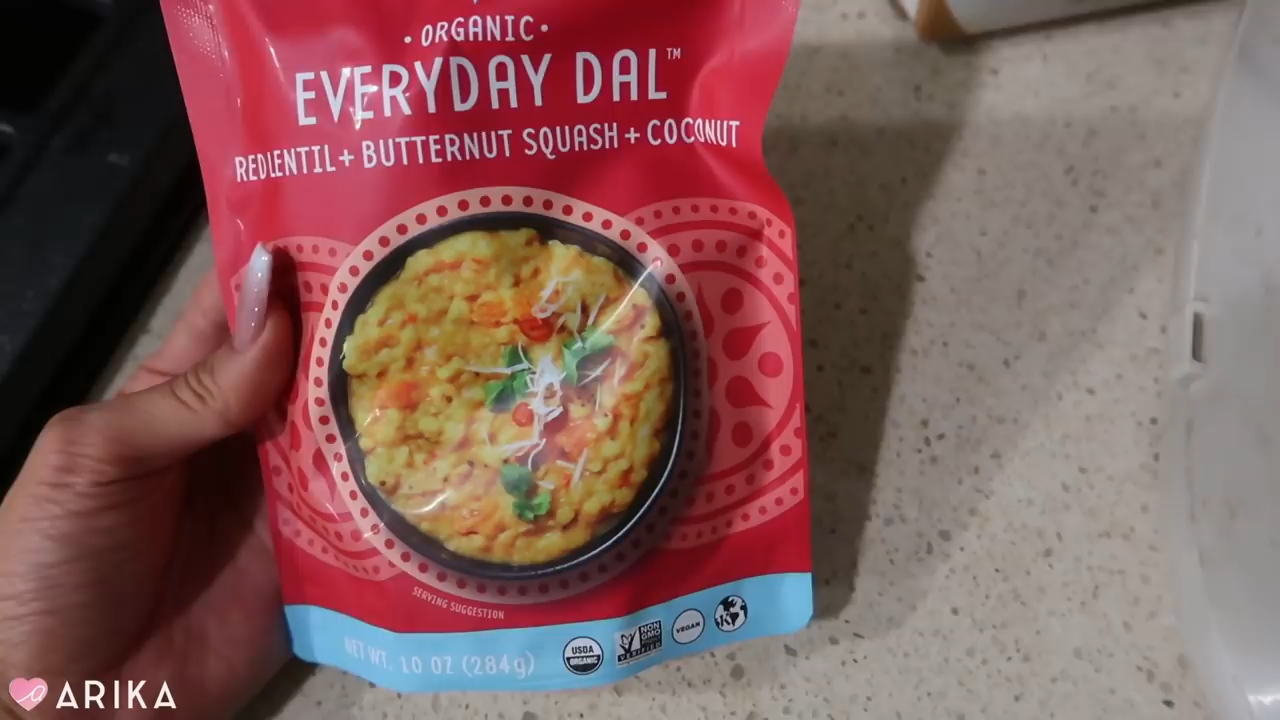 • ORGANIC •
EVERYDAY DAL™
RED LENTIL + BUTTERNUT SQUASH + COCONUT
SERVING SUGGESTION
NET WT. 10 OZ (284g)
USDA
ORGANIC
NON
GMO
VERIFIED
VEGAN
K
ARIKA